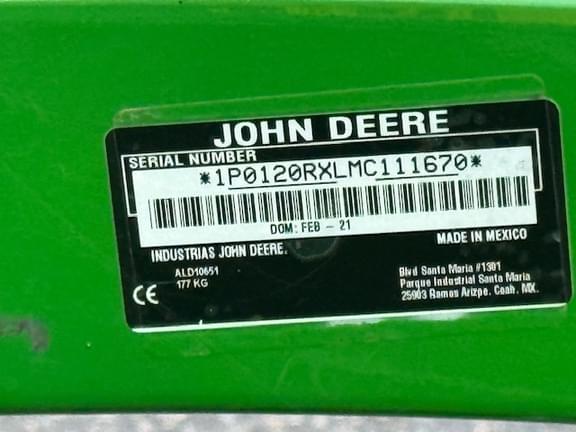 JOHN DEERE
SERIAL NUMBER
*1P0120RXLMC111670*
DOM: FEB - 21
INDUSTRIAS JOHN DEERE.
MADE IN MEXICO
ALD10651
177 KG
CE
Blvd Santa Maria #1301
Parque Industrial Santa Maria
25903 Ramos Arizpe. Coah. MX.